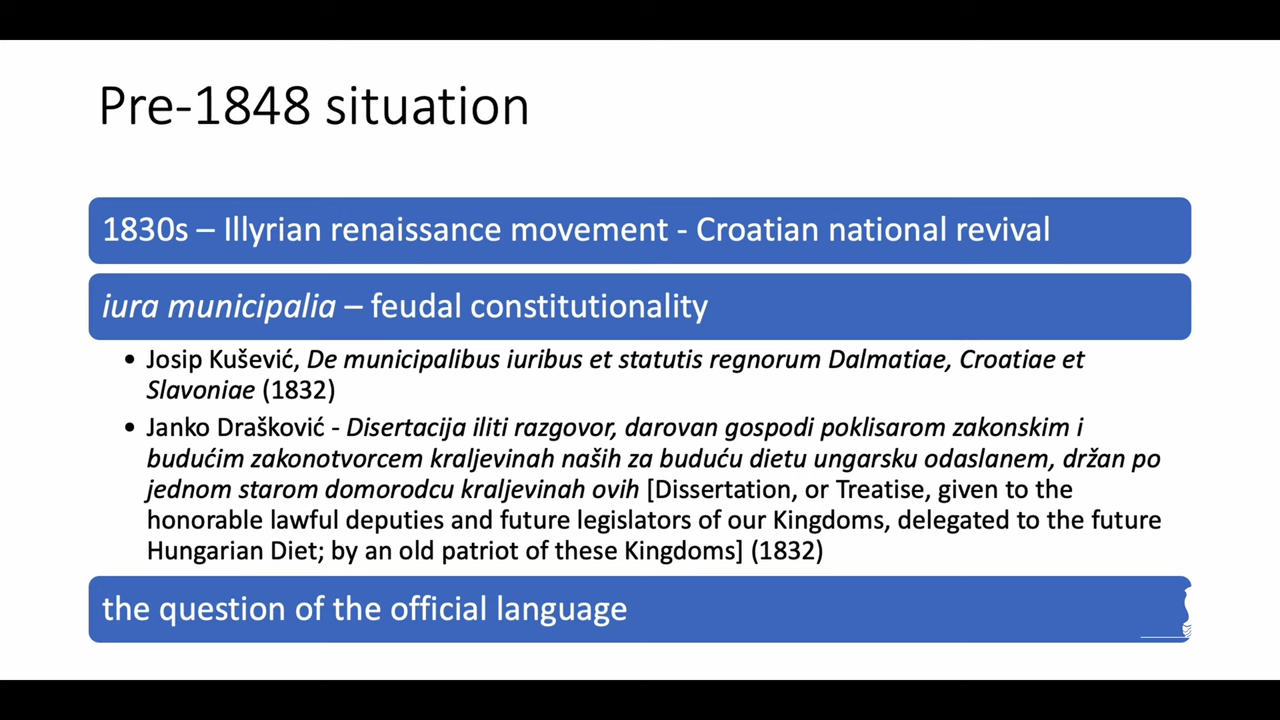 Pre-1848 situation
1830s – Illyrian renaissance movement - Croatian national revival
iura municipalia – feudal constitutionality
• Josip Kušević, De municipalibus iuribus et statutis regnorum Dalmatiae, Croatiae et
Slavoniae (1832)
• Janko Drašković - Disertacija iliti razgovor, darovan gospodi poklisarom zakonskim i
budućim zakonotvorcem kraljevinah naših za buduću dietu ungarsku odaslanem, držan po
jednom starom domorodcu kraljevinah ovih [Dissertation, or Treatise, given to the
honorable lawful deputies and future legislators of our Kingdoms, delegated to the future
Hungarian Diet; by an old patriot of these Kingdoms] (1832)
the question of the official language